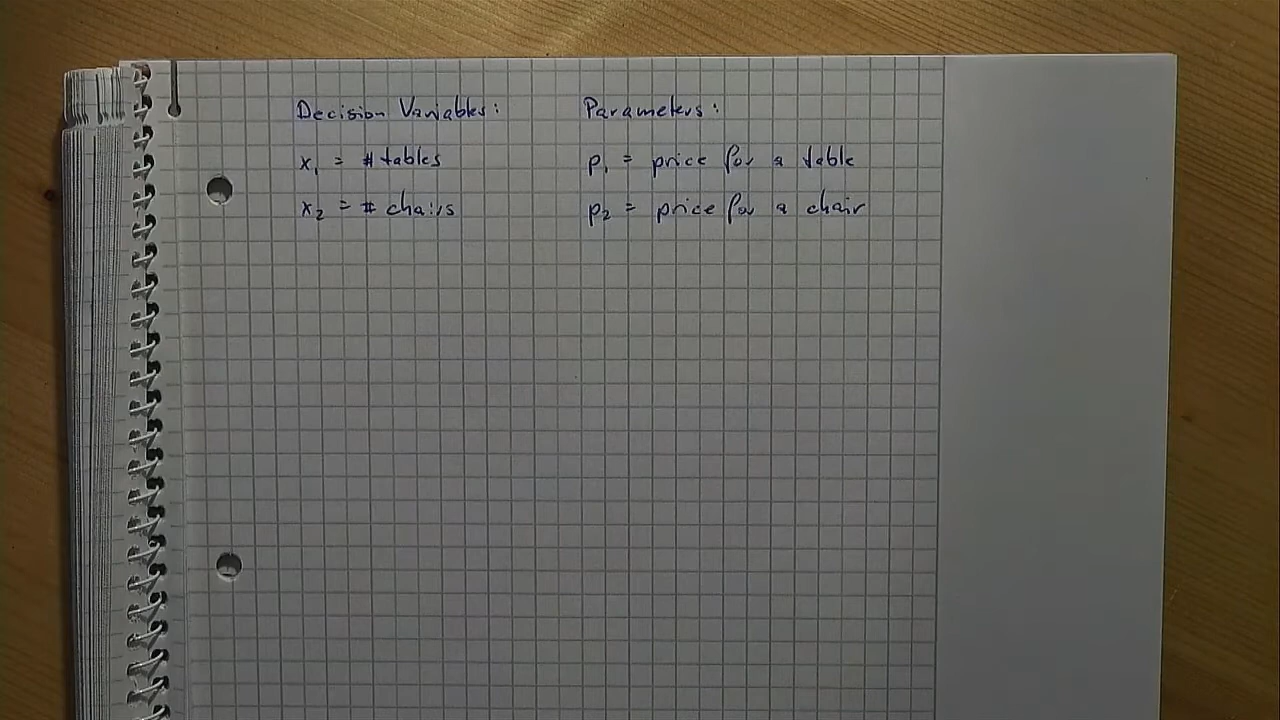 Decision Variables:
x₁ = # tables
x₂ = # chairs
Parameters:
p₁ = price for a table
p₂ = price for a chair